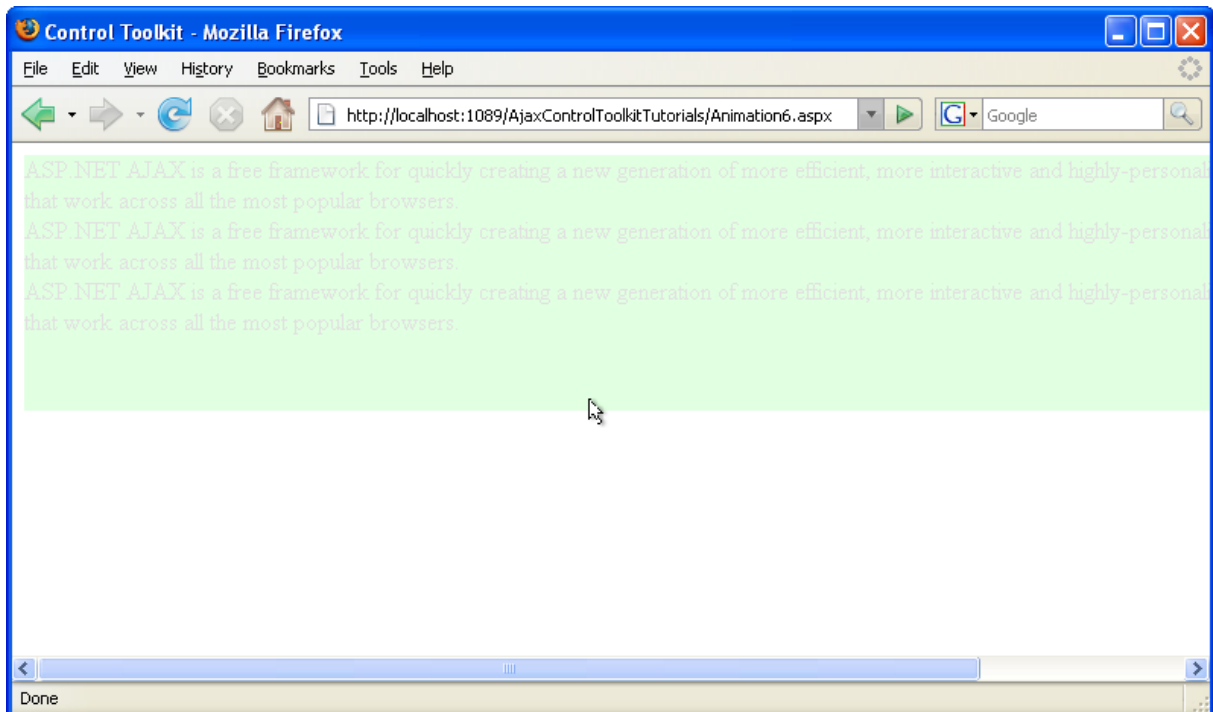 Control Toolkit - Mozilla Firefox
File Edit View History Bookmarks Tools Help
http://localhost:1089/AjaxControlToolkitTutorials/Animation6.aspx
G Google
ASP.NET AJAX is a free framework for quickly creating a new generation of more efficient, more interactive and highly-personali
that work across all the most popular browsers.
ASP.NET AJAX is a free framework for quickly creating a new generation of more efficient, more interactive and highly-personali
that work across all the most popular browsers.
ASP.NET AJAX is a free framework for quickly creating a new generation of more efficient, more interactive and highly-personali
that work across all the most popular browsers.
Done